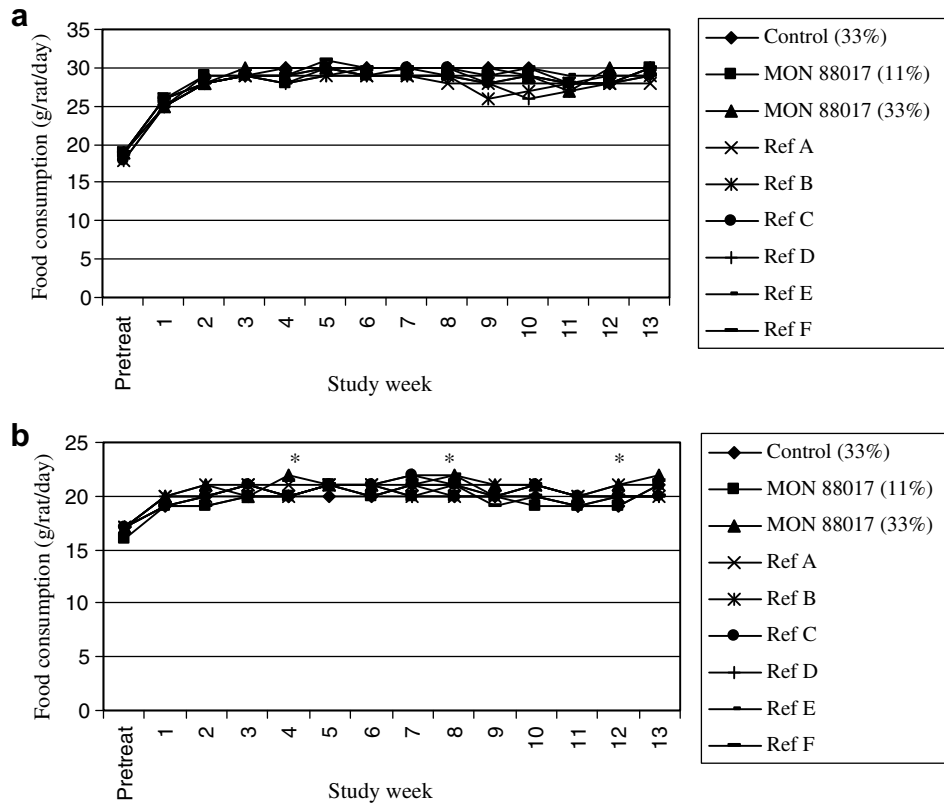 a
Food consumption (g/rat/day)
35
30
25
20
15
10
5
0
Pretreat 1 2 3 4 5 6 7 8 9 10 11 12 13
Study week
Control (33%)
MON 88017 (11%)
MON 88017 (33%)
Ref A
Ref B
Ref C
Ref D
Ref E
Ref F
b
Food consumption (g/rat/day)
25
20
15
10
5
0
* * *
Pretreat 1 2 3 4 5 6 7 8 9 10 11 12 13
Study week
Control (33%)
MON 88017 (11%)
MON 88017 (33%)
Ref A
Ref B
Ref C
Ref D
Ref E
Ref F